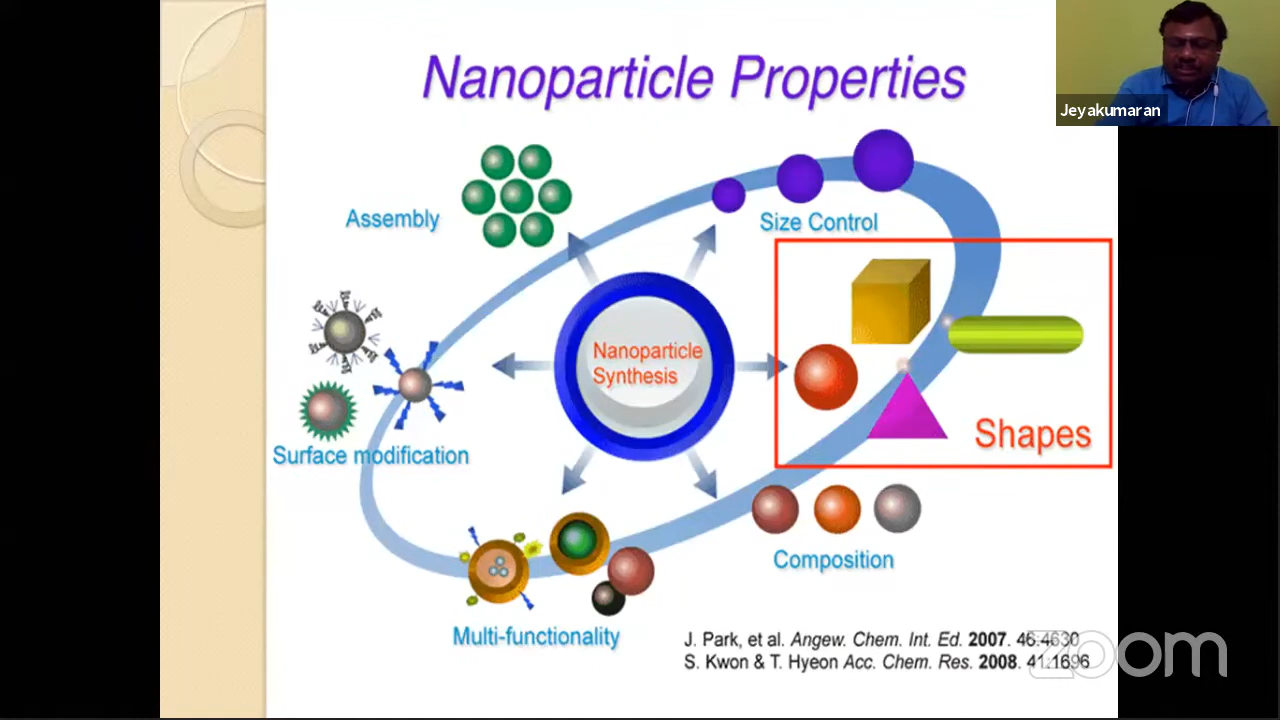 Nanoparticle Properties
Jeyakumaran
Assembly
Size Control
Nanoparticle
Synthesis
Shapes
Surface modification
Composition
Multi-functionality
J. Park, et al. Angew. Chem. Int. Ed. 2007. 46:4630
S. Kwon & T. Hyeon Acc. Chem. Res. 2008. 41:1696
zoom